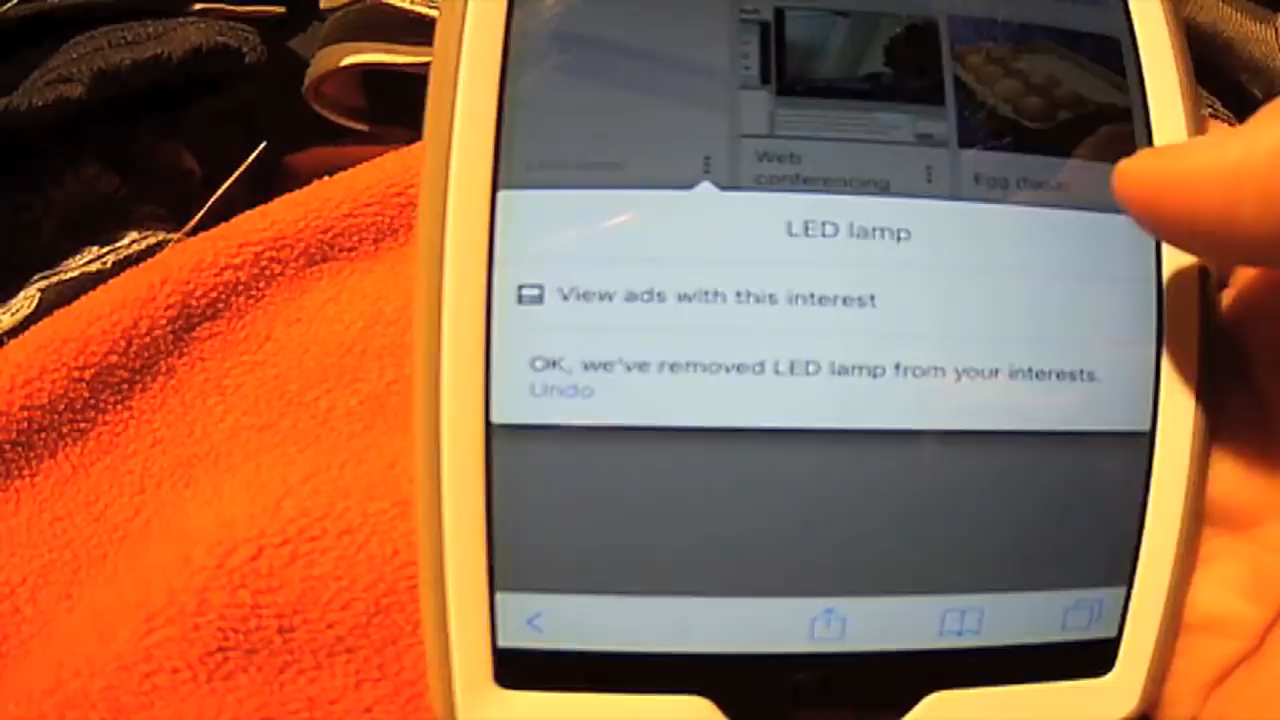 Web
conferencing
Egg
LED lamp
View ads with this interest
OK, we've removed LED lamp from your interests.
Undo